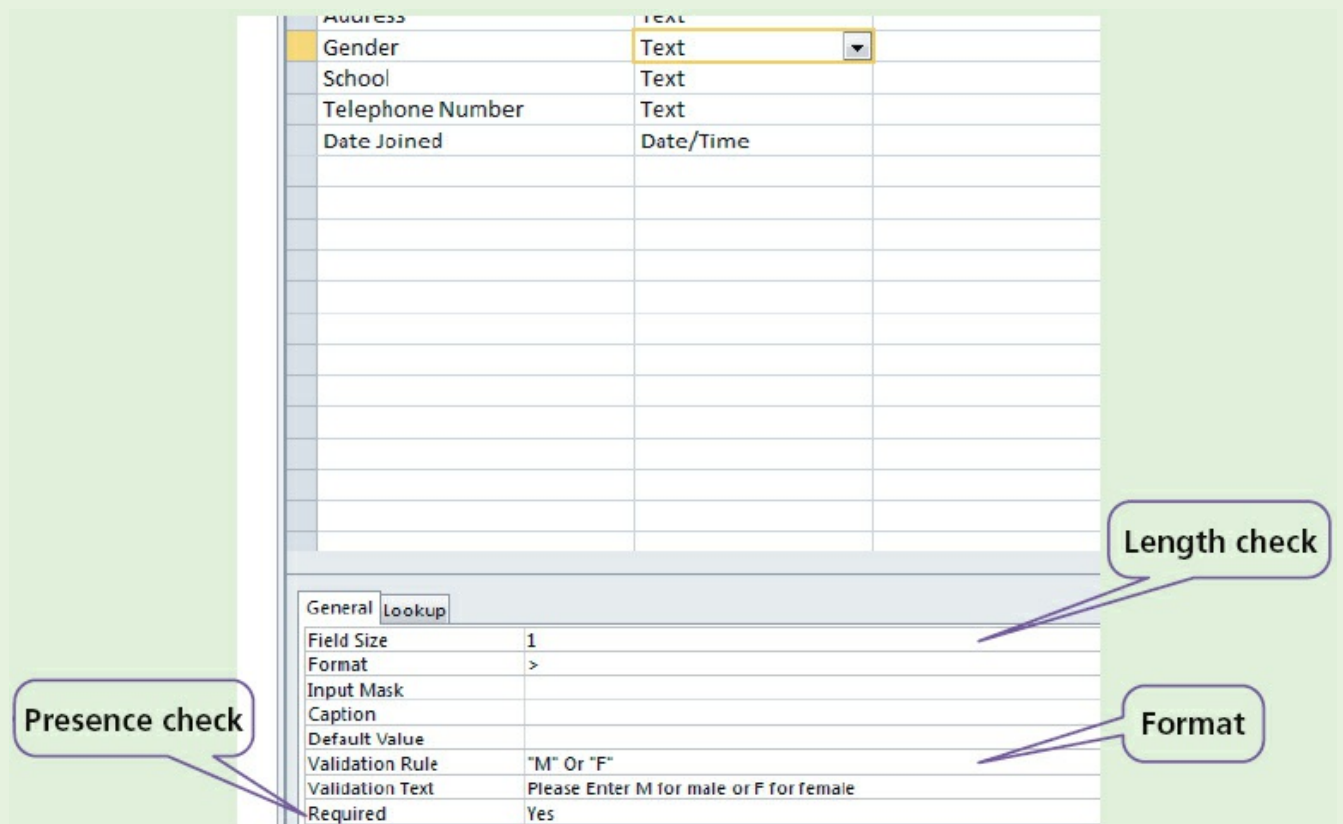 Address Text
Gender Text
School Text
Telephone Number Text
Date Joined Date/Time
Length check
General Lookup
Field Size 1
Format >
Input Mask
Presence check
Caption
Format
Default Value
Validation Rule "M" Or "F"
Validation Text Please Enter M for male or F for female
Required Yes